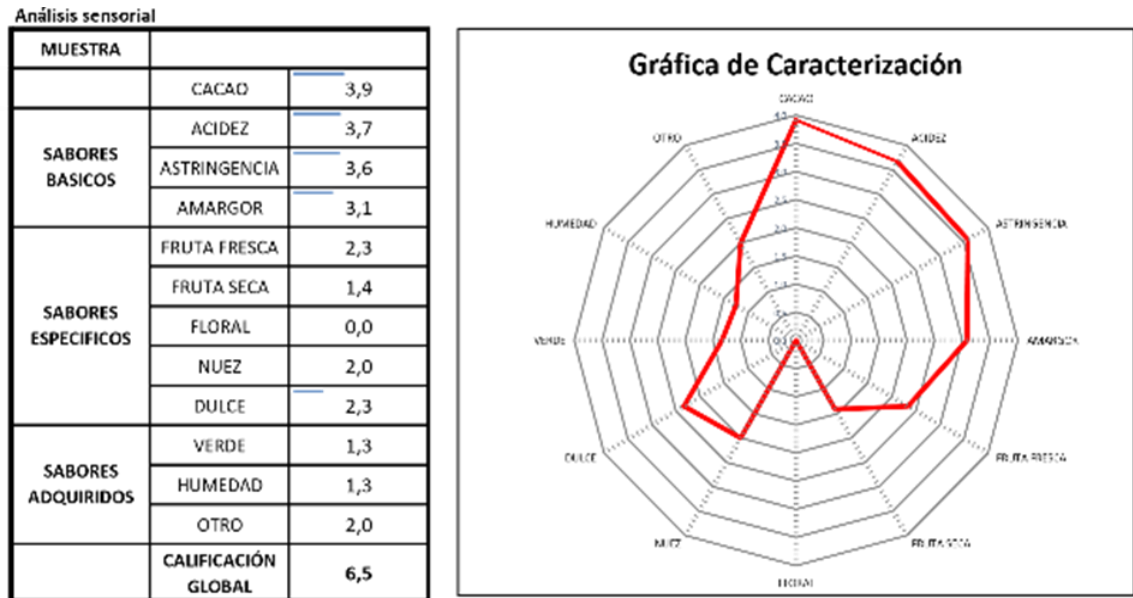 Análisis sensorial
MUESTRA
CACAO 3,9
SABORES BASICOS
ACIDEZ 3,7
ASTRINGENCIA 3,6
AMARGOR 3,1
SABORES ESPECIFICOS
FRUTA FRESCA 2,3
FRUTA SECA 1,4
FLORAL 0,0
NUEZ 2,0
DULCE 2,3
SABORES ADQUIRIDOS
VERDE 1,3
HUMEDAD 1,3
OTRO 2,0
CALIFICACIÓN GLOBAL 6,5
Gráfica de Caracterización
CACAO
OTRO
ACIDEZ
HUMEDAD
ASTRINGENCIA
VERDE
AMARGOR
DULCE
FRUTA FRESCA
NUEZ
FRUTA SECA
FLORAL